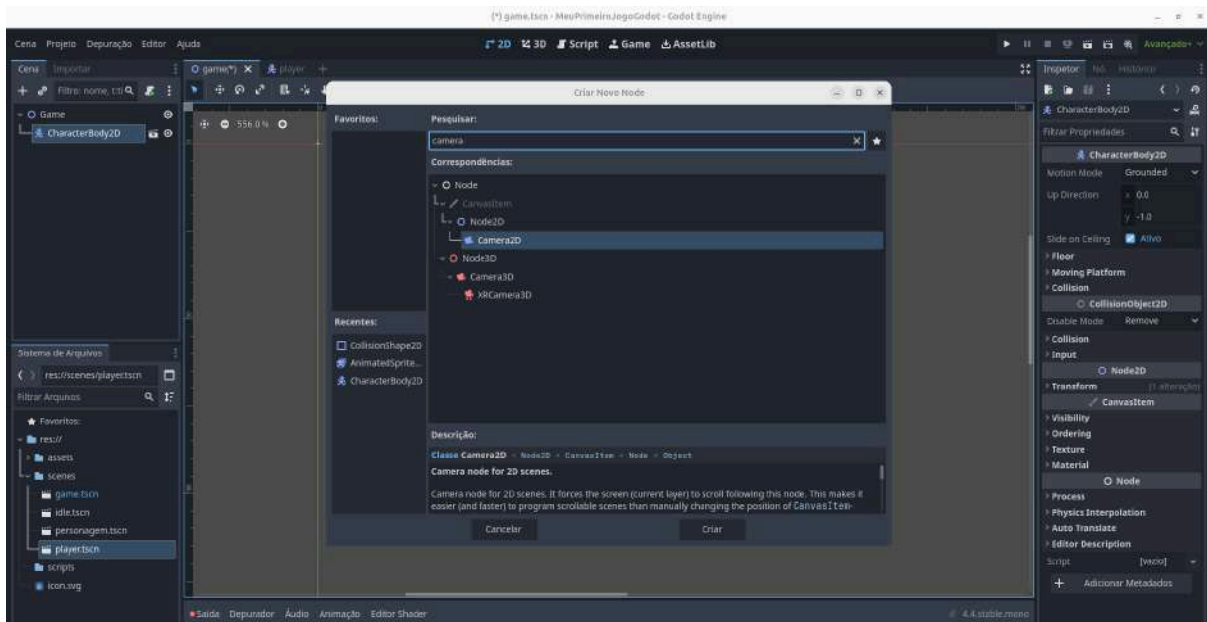 (*) game.tscn - MeuPrimeiroJogoGodot - Godot Engine
Cena Projeto Depuração Editor Ajuda
2D 3D Script Game AssetLib
Avançado+
Cena Importar
game(*) player
Inspetor Nó Histórico
Filtro: nome, t:ti
Game
CharacterBody2D
556.0 %
Criar Novo Node
Favoritos:
Pesquisar:
camera
Correspondências:
Node
CanvasItem
Node2D
Camera2D
Node3D
Camera3D
XRCamera3D
Recentes:
CollisionShape2D
AnimatedSprite...
CharacterBody2D
Descrição:
Classe Camera2D < Node2D < CanvasItem < Node < Object
Camera node for 2D scenes.
Camera node for 2D scenes. It forces the screen (current layer) to scroll following this node. This makes it
easier (and faster) to program scrollable scenes than manually changing the position of CanvasItem-
Cancelar Criar
Sistema de Arquivos
res://scenes/player.tscn
Filtrar Arquivos
Favoritos:
res://
assets
scenes
game.tscn
idle.tscn
personagem.tscn
player.tscn
scripts
icon.svg
Saída Depurador Áudio Animação Editor Shader
4.4.stable.mono
CharacterBody2D
Filtrar Propriedades
CharacterBody2D
Motion Mode Grounded
Up Direction x 0.0
y -1.0
Slide on Ceiling Ativo
Floor
Moving Platform
Collision
CollisionObject2D
Disable Mode Remove
Collision
Input
Node2D
Transform (1 alteração)
CanvasItem
Visibility
Ordering
Texture
Material
Node
Process
Physics Interpolation
Auto Translate
Editor Description
Script [vazio]
Adicionar Metadados